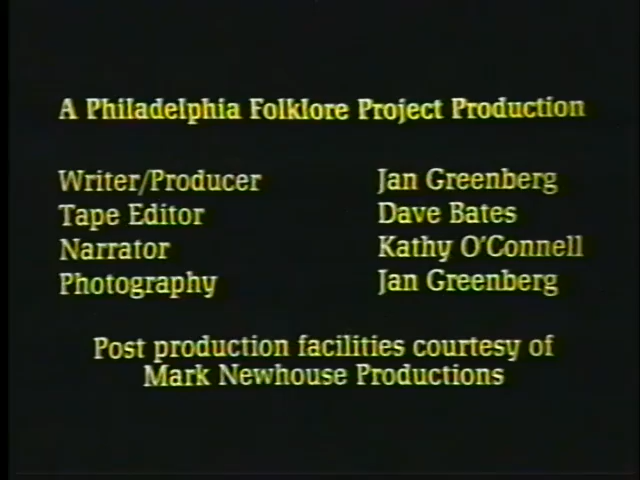 A Philadelphia Folklore Project Production
Writer/Producer Jan Greenberg
Tape Editor Dave Bates
Narrator Kathy O'Connell
Photography Jan Greenberg
Post production facilities courtesy of
Mark Newhouse Productions